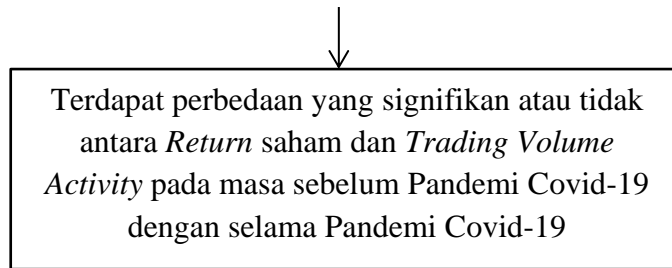 Terdapat perbedaan yang signifikan atau tidak
antara Return saham dan Trading Volume
Activity pada masa sebelum Pandemi Covid-19
dengan selama Pandemi Covid-19